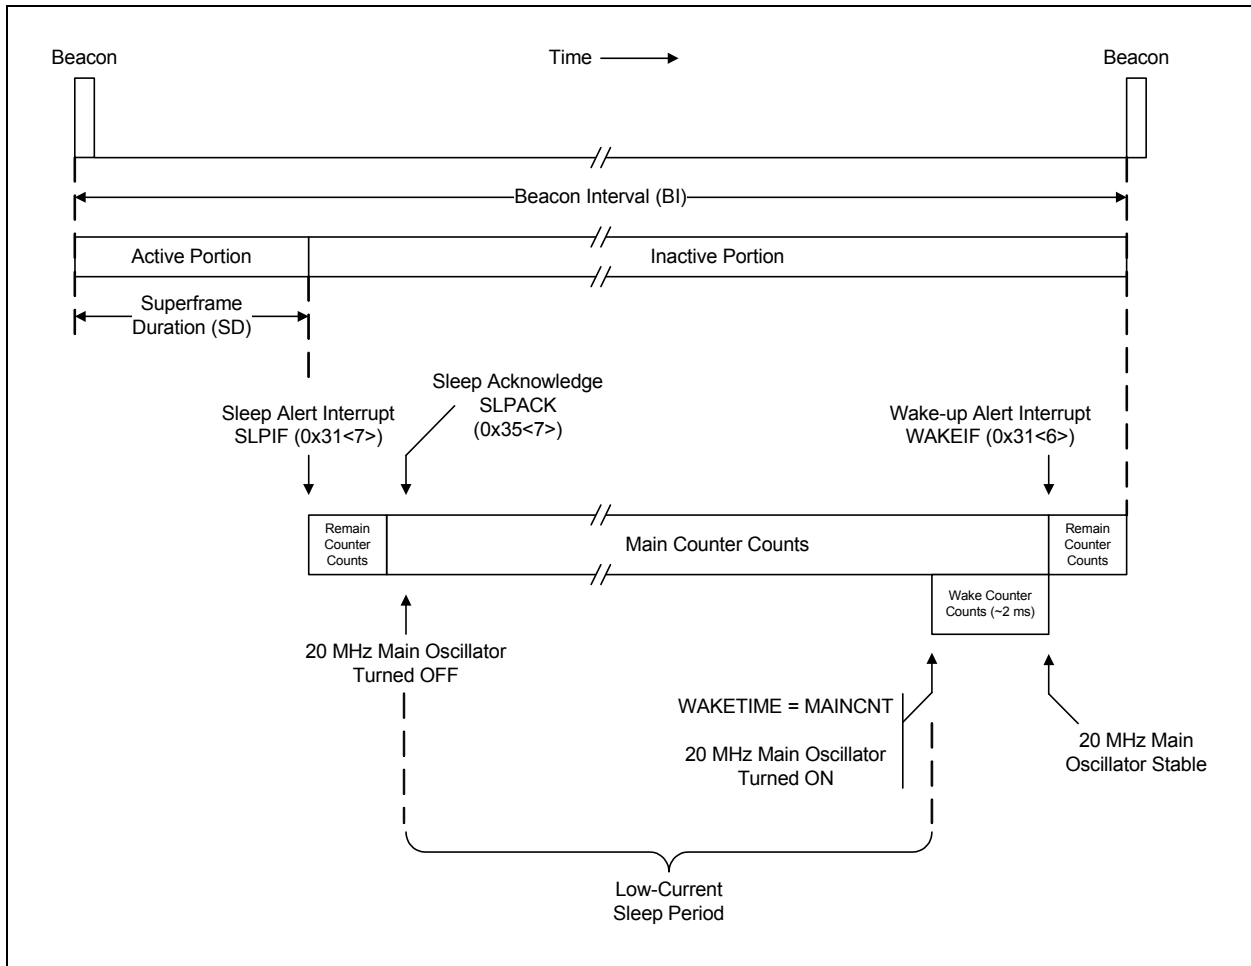 Beacon
Time
Beacon
Beacon Interval (BI)
Active Portion
Inactive Portion
Superframe
Duration (SD)
Sleep Alert Interrupt
SLPIF (0x31<7>)
Sleep Acknowledge
SLPACK
(0x35<7>)
Wake-up Alert Interrupt
WAKEIF (0x31<6>)
Remain
Counter
Counts
Main Counter Counts
Remain
Counter
Counts
Wake Counter
Counts (~2 ms)
20 MHz Main Oscillator
Turned OFF
WAKETIME = MAINCNT
20 MHz Main Oscillator
Turned ON
20 MHz Main
Oscillator Stable
Low-Current
Sleep Period